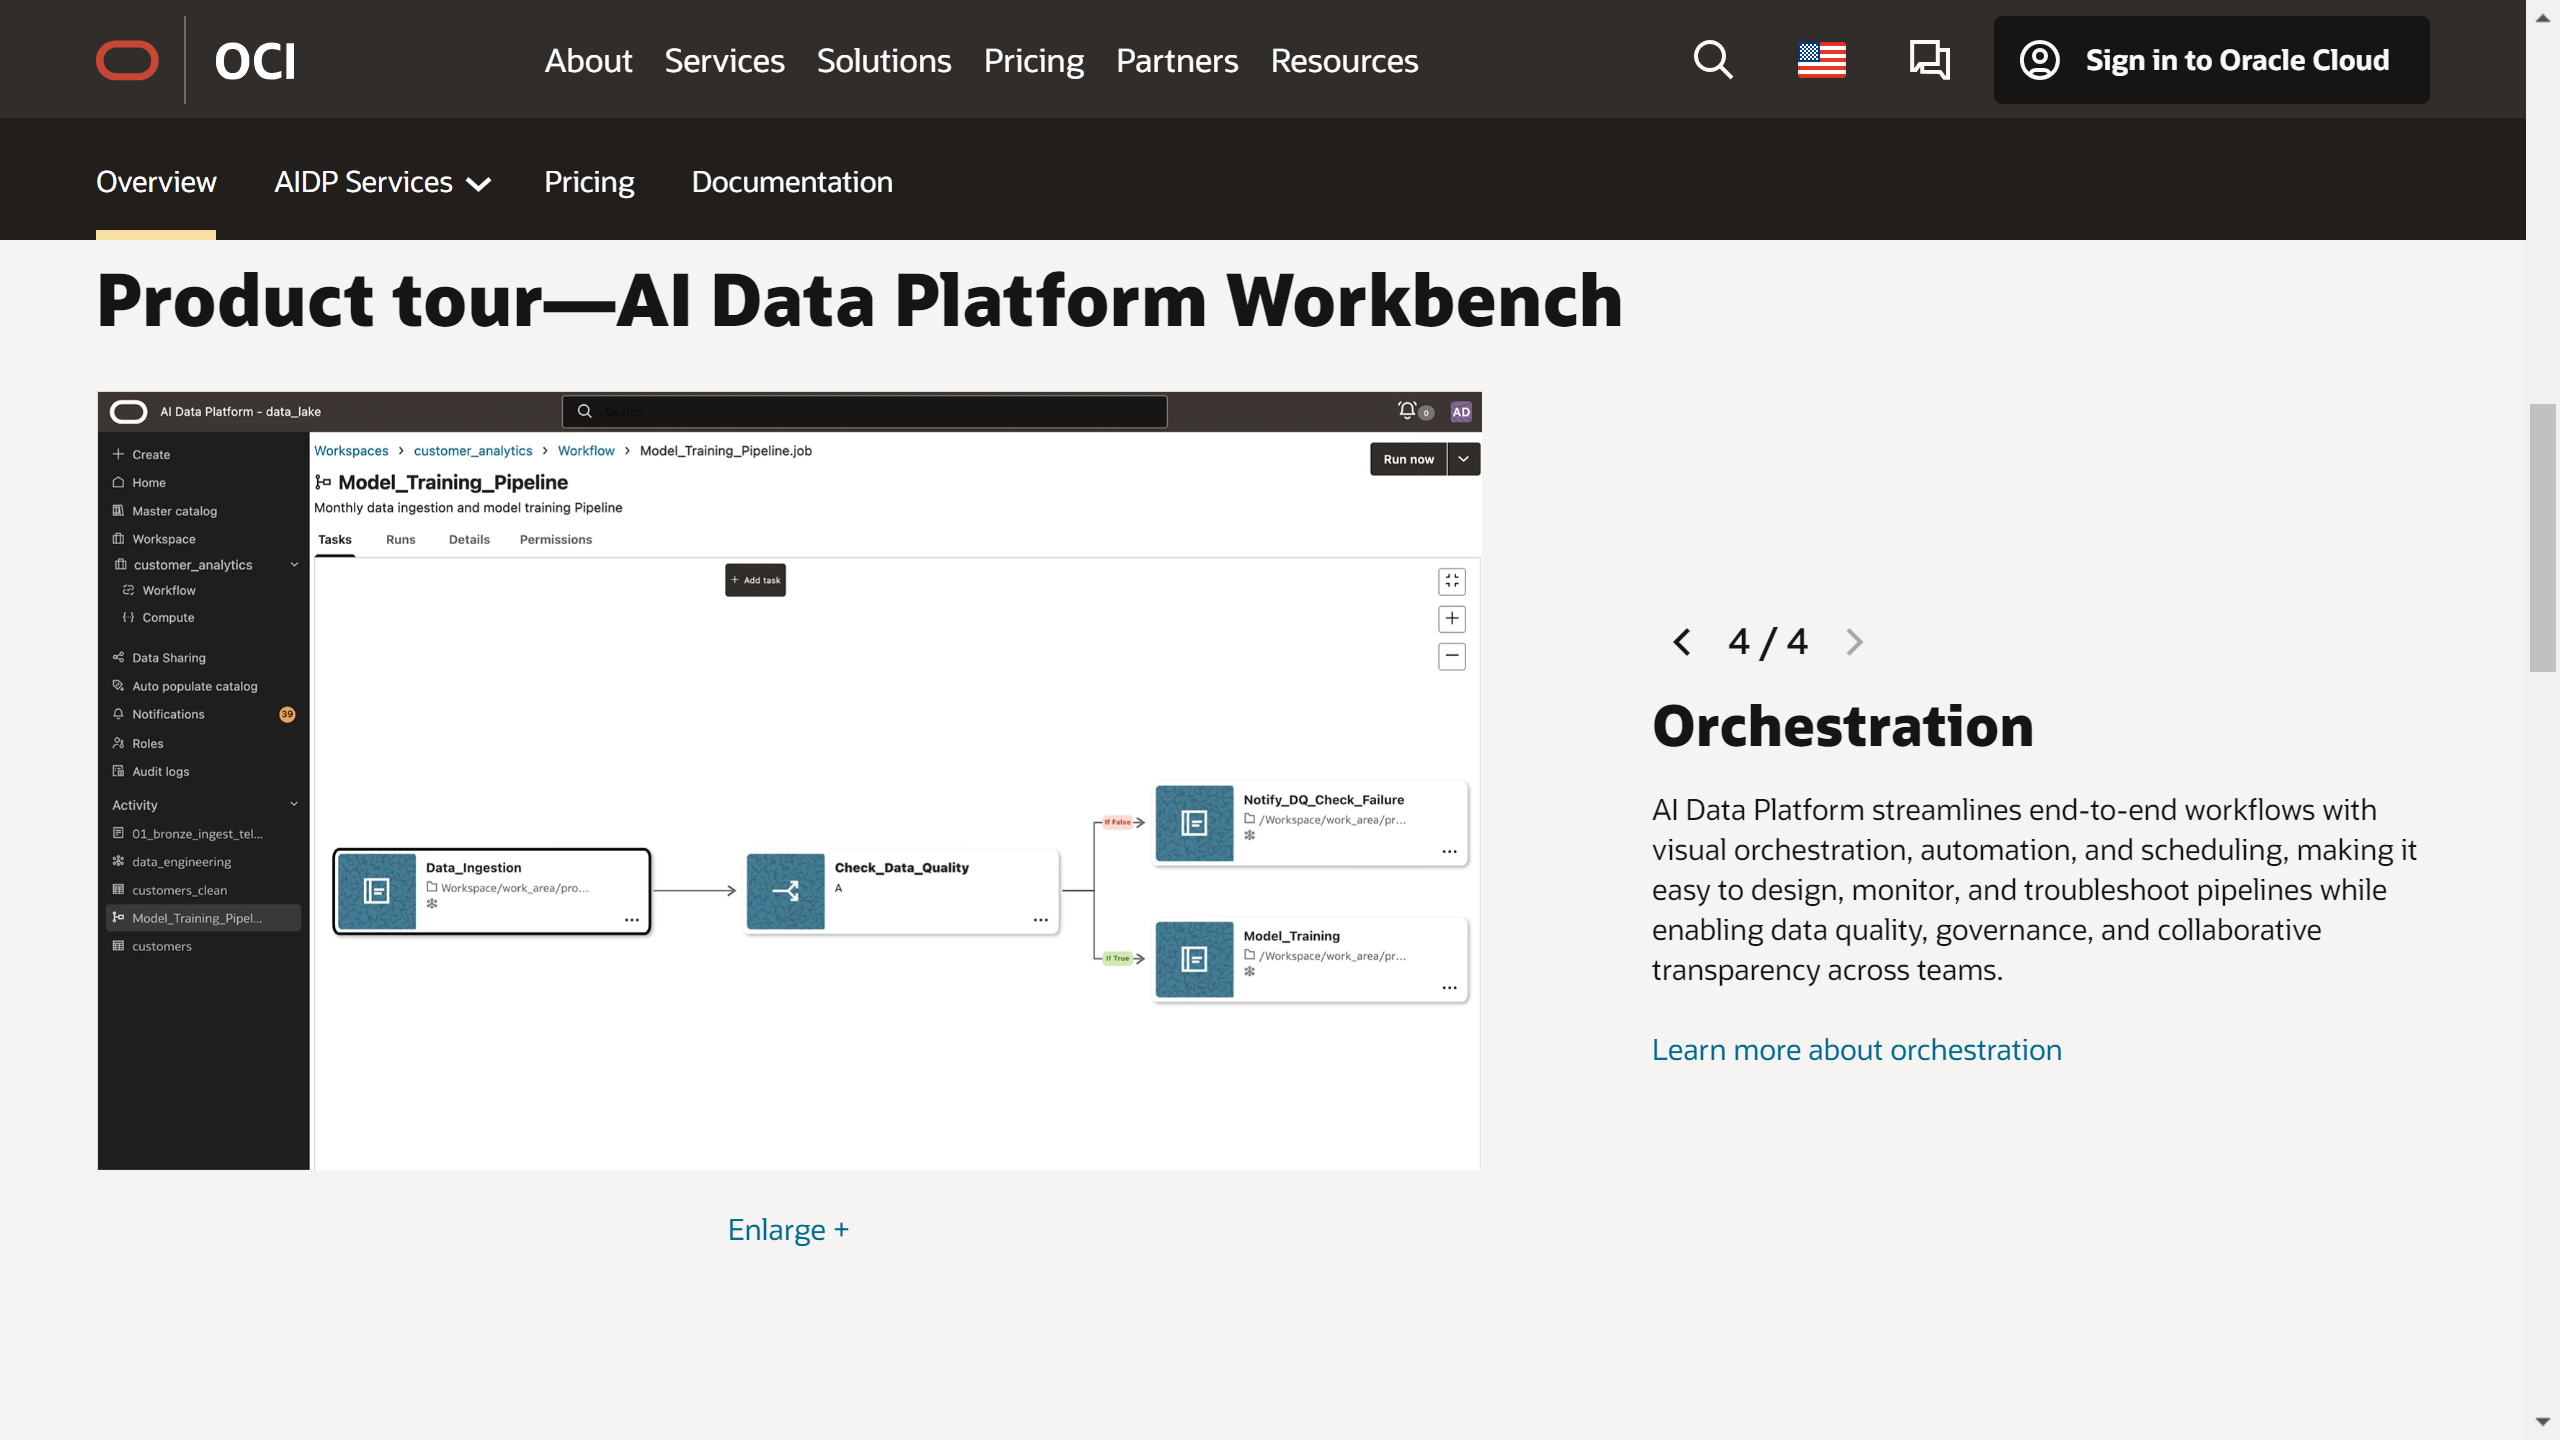 OCI
About Services Solutions Pricing Partners Resources
Sign in to Oracle Cloud
Overview AIDP Services Pricing Documentation
Product tour—AI Data Platform Workbench
AI Data Platform - data_lake
Search
0
AD
Create
Home
Master catalog
Workspace
customer_analytics
Workflow
Compute
Data Sharing
Auto populate catalog
Notifications 39
Roles
Audit logs
Activity
01_bronze_ingest_tel...
data_engineering
customers_clean
Model_Training_Pipel...
customers
Workspaces > customer_analytics > Workflow > Model_Training_Pipeline.job
Run now
Model_Training_Pipeline
Monthly data ingestion and model training Pipeline
Tasks Runs Details Permissions
+ Add task
Data_Ingestion
Workspace/work_area/pro...
Check_Data_Quality
A
If False
Notify_DQ_Check_Failure
/Workspace/work_area/pr...
If True
Model_Training
/Workspace/work_area/pr...
Enlarge +
4 / 4
Orchestration
AI Data Platform streamlines end-to-end workflows with
visual orchestration, automation, and scheduling, making it
easy to design, monitor, and troubleshoot pipelines while
enabling data quality, governance, and collaborative
transparency across teams.
Learn more about orchestration